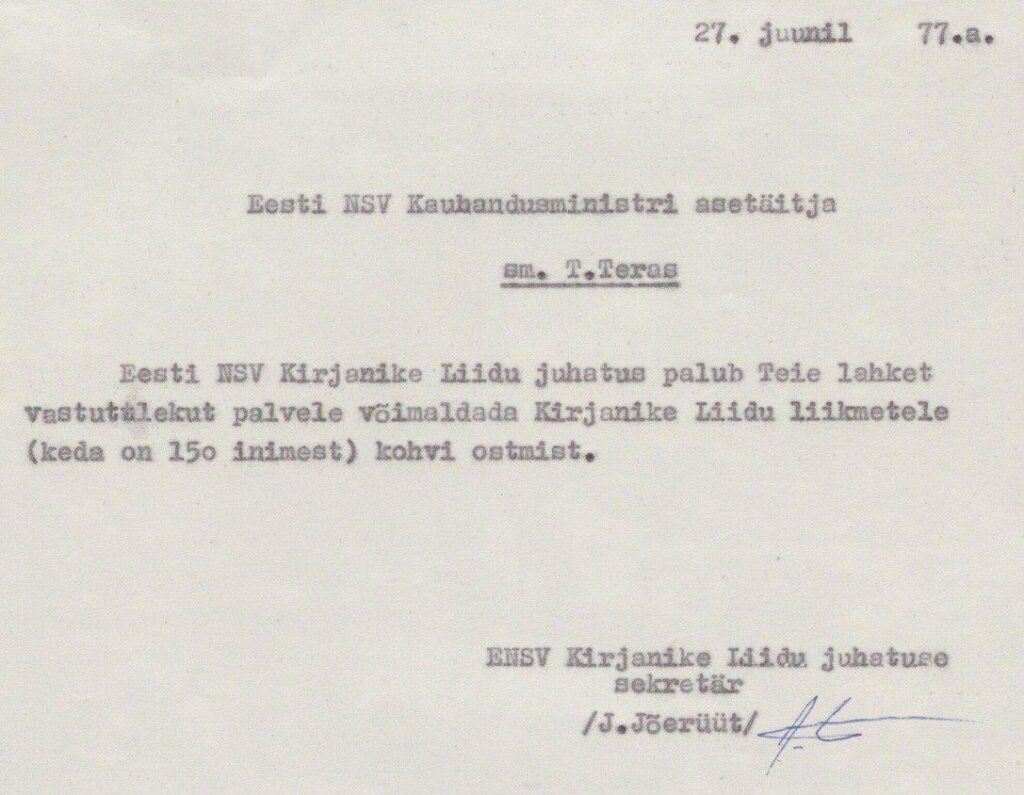 27. juunil 77.a.
Eesti NSV Kaubandusministri asetäitja
sm. T.Teras
Eesti NSV Kirjanike Liidu juhatus palub Teie lahket
vastutulekut palvele võimaldada Kirjanike Liidu liikmetele
(keda on 15o inimest) kohvi ostmist.
ENSV Kirjanike Liidu juhatuse
sekretär
/J.Jõerüüt/